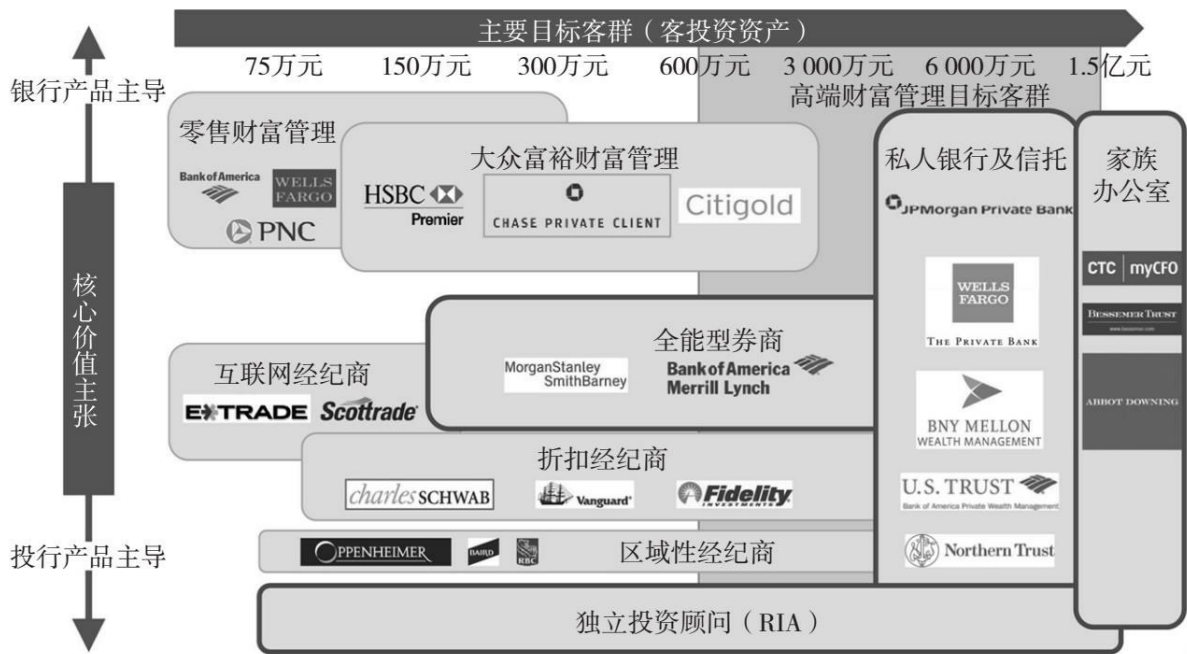 主要目标客群（客投资资产）
75万元 150万元 300万元 600万元 3 000万元 6 000万元 1.5亿元
高端财富管理目标客群
银行产品主导
核心价值主张
投行产品主导
零售财富管理
Bank of America
WELLS
FARGO
PNC
大众富裕财富管理
HSBC
Premier
CHASE PRIVATE CLIENT
Citigold
私人银行及信托
JPMorgan Private Bank
WELLS
FARGO
THE PRIVATE BANK
BNY MELLON
WEALTH MANAGEMENT
U.S. TRUST
Bank of America Private Wealth Management
Northern Trust
家族
办公室
CTC | myCFO
BESSEMER TRUST
www.bessemer.com
ABBOT DOWNING
全能型券商
MorganStanley
SmithBarney
Bank of America
Merrill Lynch
互联网经纪商
E*TRADE
Scottrade
折扣经纪商
charles SCHWAB
Vanguard
Fidelity
INVESTMENTS
区域性经纪商
OPPENHEIMER
BAIRD
RBC
独立投资顾问（RIA）